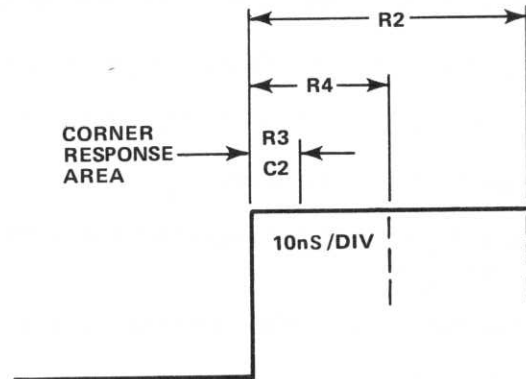 R2
R4
CORNER
RESPONSE
AREA
R3
C2
10nS/DIV